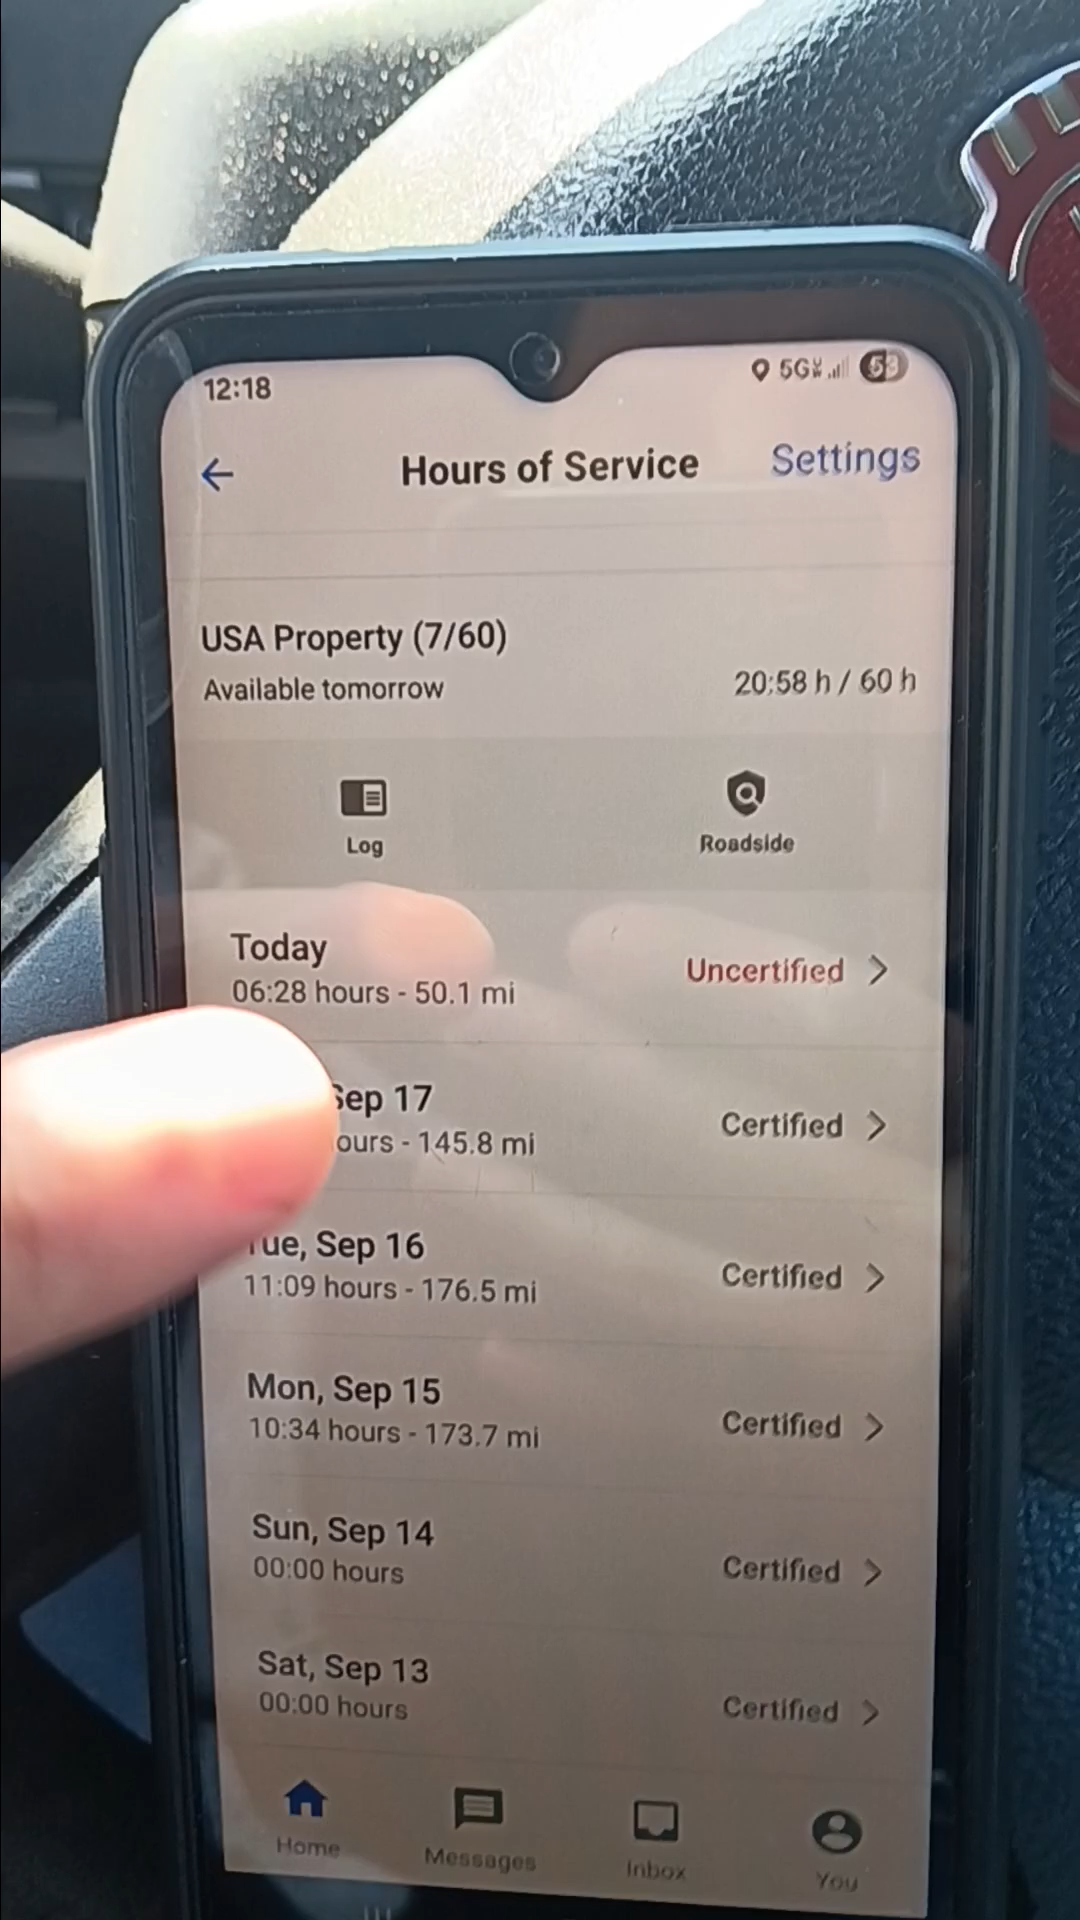 12:18
5G 53
Hours of Service
Settings
USA Property (7/60)
Available tomorrow
20:58 h / 60 h
Log
Roadside
Today
06:28 hours - 50.1 mi
Uncertified
Sep 17
ours - 145.8 mi
Certified
Tue, Sep 16
11:09 hours - 176.5 mi
Certified
Mon, Sep 15
10:34 hours - 173.7 mi
Certified
Sun, Sep 14
00:00 hours
Certified
Sat, Sep 13
00:00 hours
Certified
Home
Messages
Inbox
You